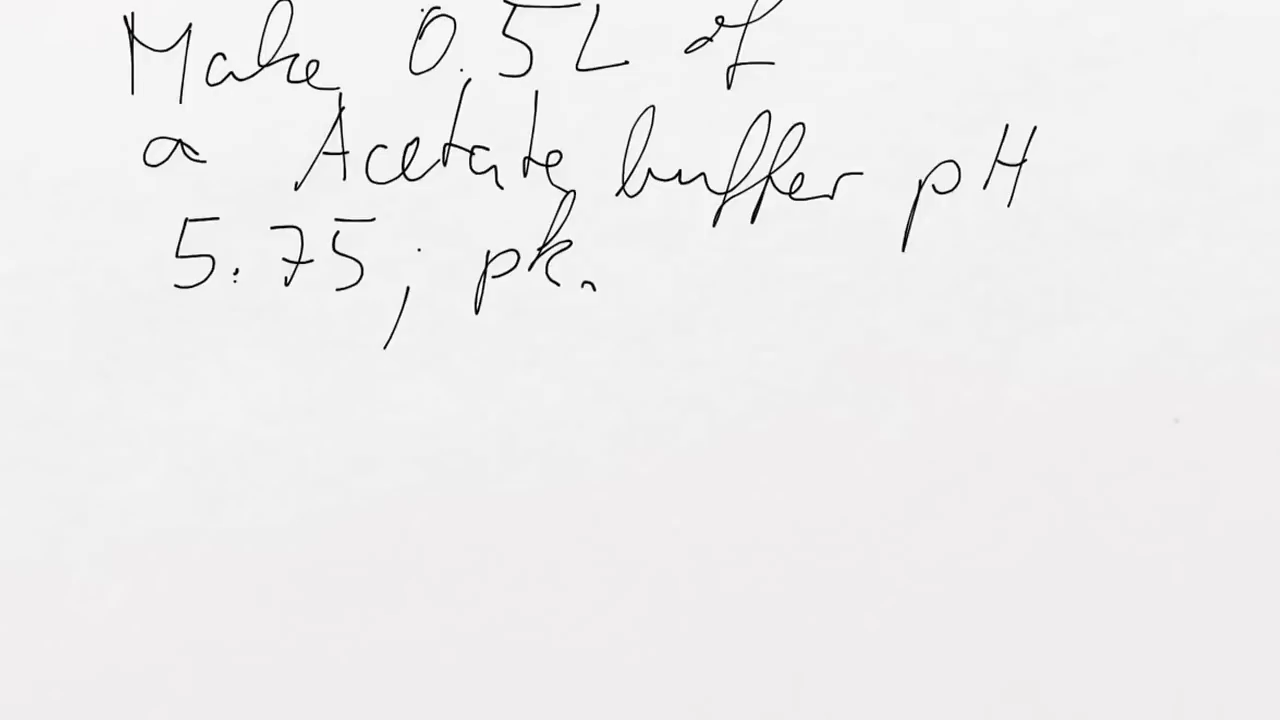 Make 0.5L of
a Acetate buffer pH
5.75; pk.